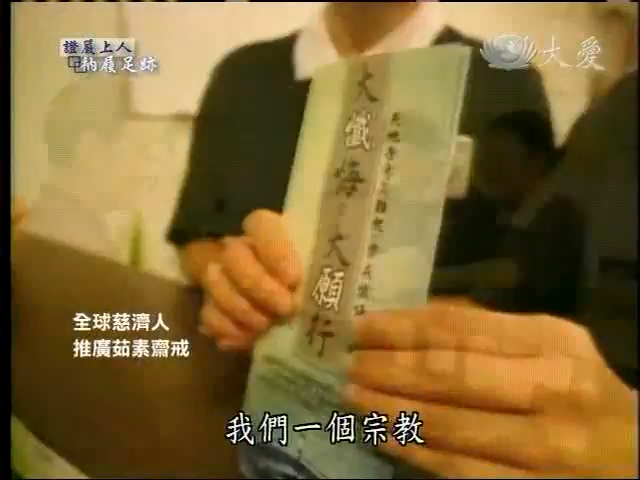 證嚴上人
衲履足跡
大愛
大懺悔·大願行
全球慈濟人
推廣茹素齋戒
我們一個宗教